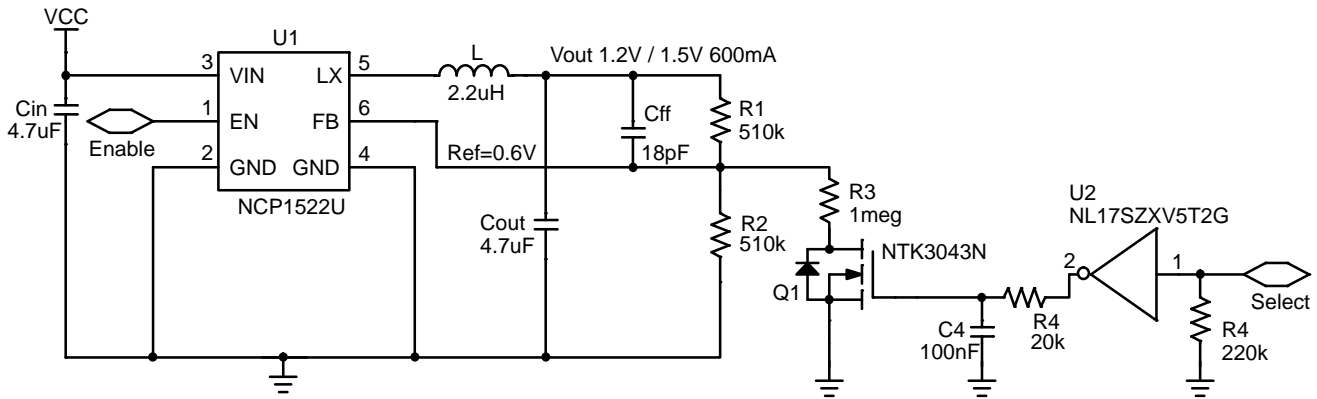 VCC
U1
3
VIN
LX
5
L
2.2uH
Vout 1.2V / 1.5V 600mA
Cin
4.7uF
Enable
1
EN
FB
6
Cff
18pF
R1
510k
2
GND
GND
4
Ref=0.6V
NCP1522U
Cout
4.7uF
R2
510k
R3
1meg
U2
NL17SZXV5T2G
NTK3043N
Q1
2
1
Select
C4
100nF
R4
20k
R4
220k